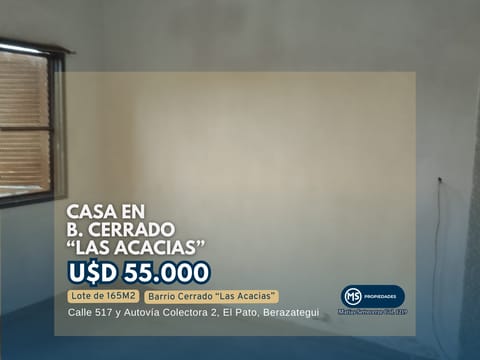 CASA EN
B. CERRADO
“LAS ACACIAS”
U$D 55.000
Lote de 165M2
Barrio Cerrado “Las Acacias”
Calle 517 y Autovía Colectora 2, El Pato, Berazategui
MS PROPIEDADES